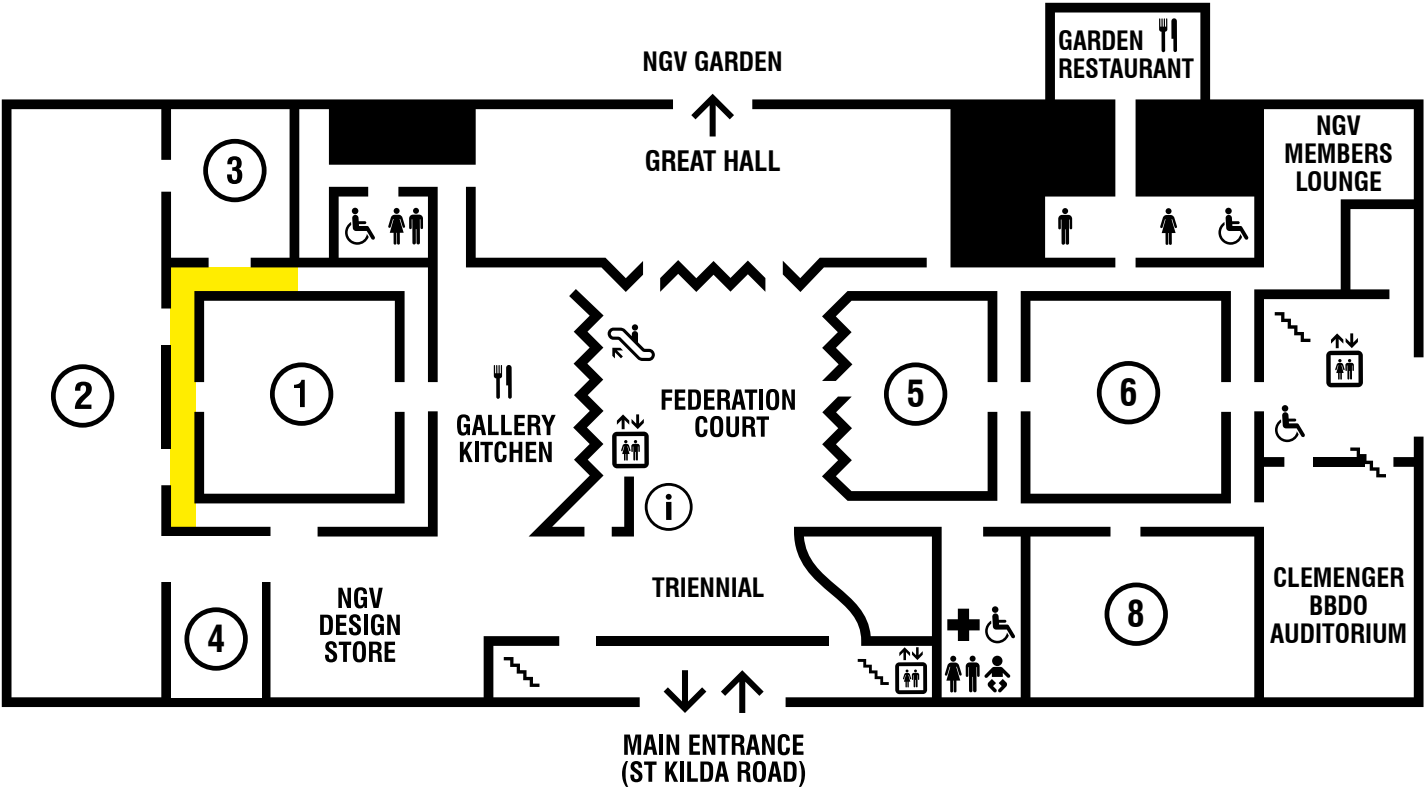 NGV GARDEN
GREAT HALL
GARDEN
RESTAURANT
NGV
MEMBERS
LOUNGE
3
2
1
GALLERY
KITCHEN
FEDERATION
COURT
5
6
i
4
NGV
DESIGN
STORE
TRIENNIAL
8
CLEMENGER
BBDO
AUDITORIUM
MAIN ENTRANCE
(ST KILDA ROAD)